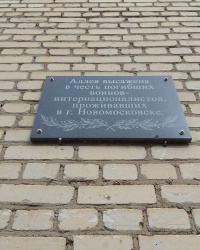 Аллея высажена
в честь погибших
воинов-
интернационалистов,
проживавших
в г. Новомосковске.